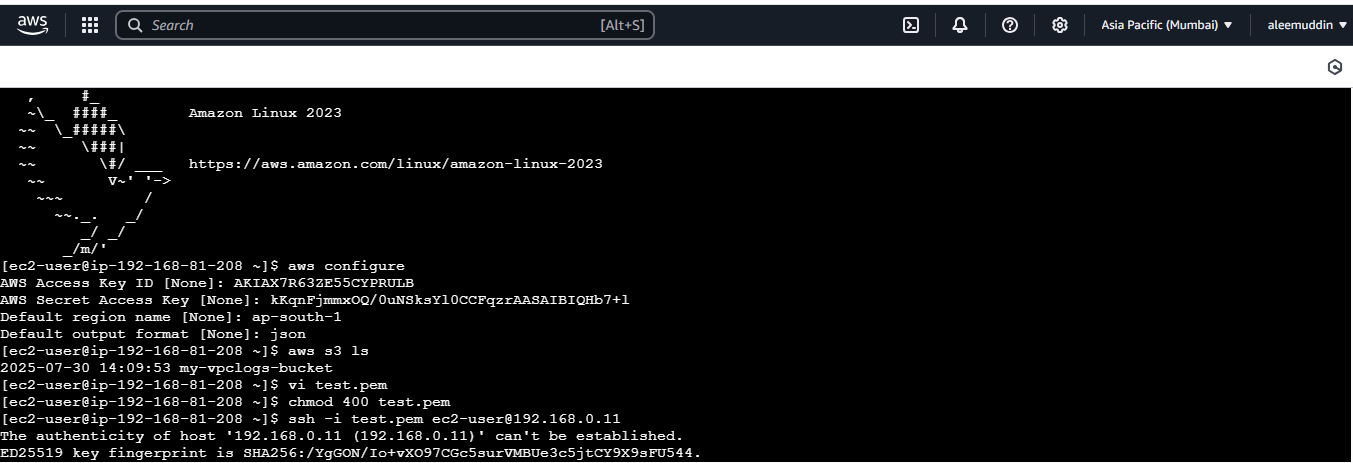 aws
Search [Alt+S]
Asia Pacific (Mumbai)
aleemuddin
, #_
~\_ ####_ Amazon Linux 2023
~~ \_#####\
~~ \###|
~~ \#/ ___ https://aws.amazon.com/linux/amazon-linux-2023
~~ V~' '->
~~~ /
~~._. _/
_/ _/
_/m/'
[ec2-user@ip-192-168-81-208 ~]$ aws configure
AWS Access Key ID [None]: AKIAX7R63ZE55CYPRULB
AWS Secret Access Key [None]: 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
Default region name [None]: ap-south-1
Default output format [None]: json
[ec2-user@ip-192-168-81-208 ~]$ aws s3 ls
2025-07-30 14:09:53 my-vpclogs-bucket
[ec2-user@ip-192-168-81-208 ~]$ vi test.pem
[ec2-user@ip-192-168-81-208 ~]$ chmod 400 test.pem
[ec2-user@ip-192-168-81-208 ~]$ ssh -i test.pem ec2-user@192.168.0.11
The authenticity of host '192.168.0.11 (192.168.0.11)' can't be established.
ED25519 key fingerprint is SHA256:/YgGON/Io+vXO97CGc5surVMBUe3c5jtCY9X9sFU544.